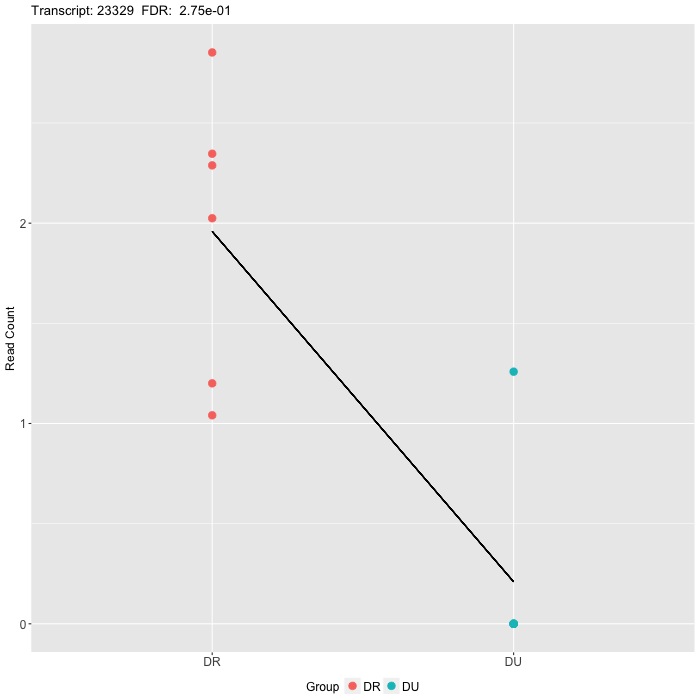 Transcript: 23329  FDR:  2.75e-01
Read Count
2
1
0
DR
DU
Group DR DU